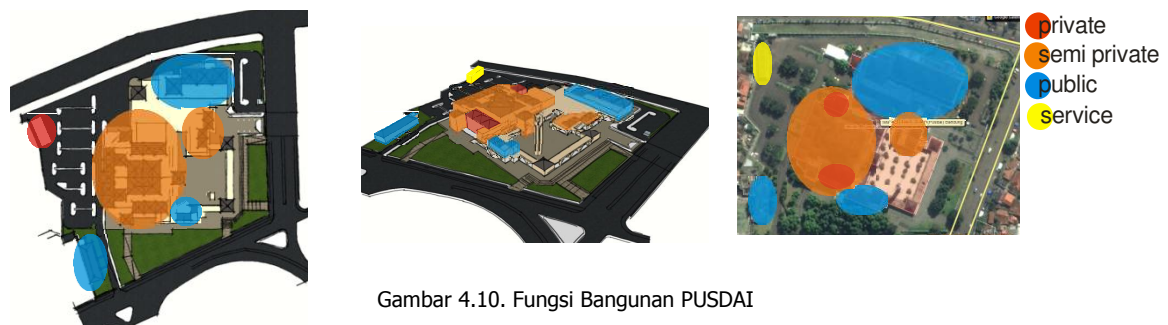 private
semi private
public
service
Gambar 4.10. Fungsi Bangunan PUSDAI